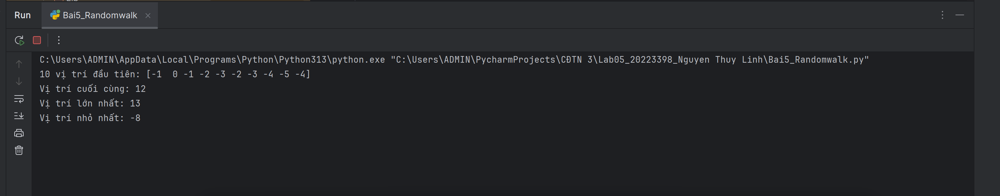 Run Bai5_Randomwalk
C:\Users\ADMIN\AppData\Local\Programs\Python\Python313\python.exe "C:\Users\ADMIN\PycharmProjects\CĐTN 3\Lab05_20223398_Nguyen Thuy Linh\Bai5_Randomwalk.py"
10 vị trí đầu tiên: [-1  0 -1 -2 -3 -2 -3 -4 -5 -4]
Vị trí cuối cùng: 12
Vị trí lớn nhất: 13
Vị trí nhỏ nhất: -8